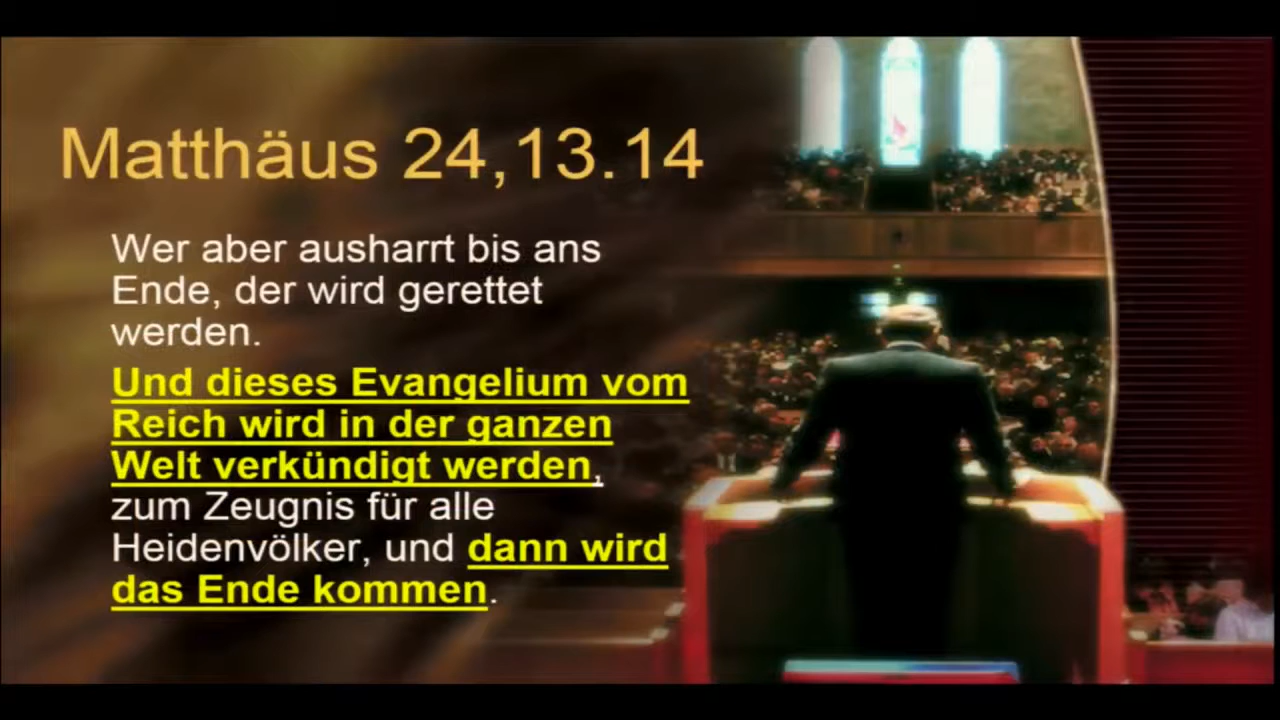 Matthäus 24,13.14
Wer aber ausharrt bis ans
Ende, der wird gerettet
werden.
Und dieses Evangelium vom
Reich wird in der ganzen
Welt verkündigt werden,
zum Zeugnis für alle
Heidenvölker, und dann wird
das Ende kommen.